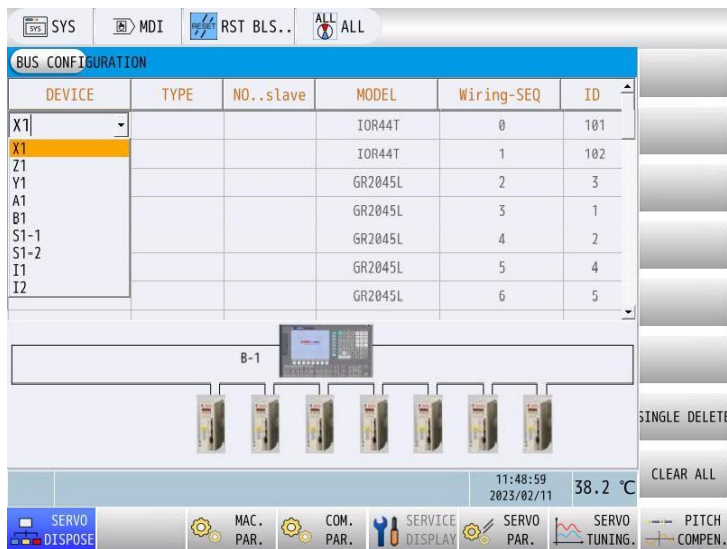 SYS SYS MDI RESET RST BLS.. ALL ALL
BUS CONFIGURATION
DEVICE TYPE NO..slave MODEL Wiring-SEQ ID
X1 IOR44T 0 101
X1
IOR44T 1 102
Z1
Y1 GR2045L 2 3
A1
B1 GR2045L 3 1
S1-1
GR2045L 4 2
S1-2
I1 GR2045L 5 4
I2
GR2045L 6 5
B-1
SINGLE DELETE
CLEAR ALL
11:48:59
2023/02/11
38.2 ℃
SERVO DISPOSE
MAC. PAR.
COM. PAR.
SERVICE DISPLAY
SERVO PAR.
SERVO TUNING.
PITCH COMPEN.